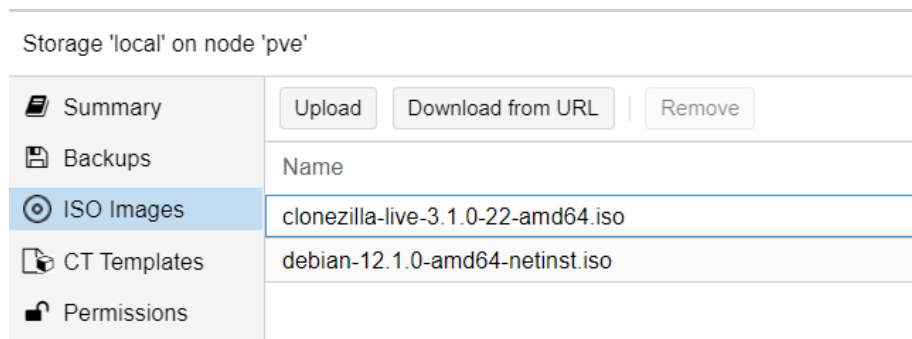 Storage 'local' on node 'pve'
Summary
Backups
ISO Images
CT Templates
Permissions
Upload
Download from URL
Remove
Name
clonezilla-live-3.1.0-22-amd64.iso
debian-12.1.0-amd64-netinst.iso